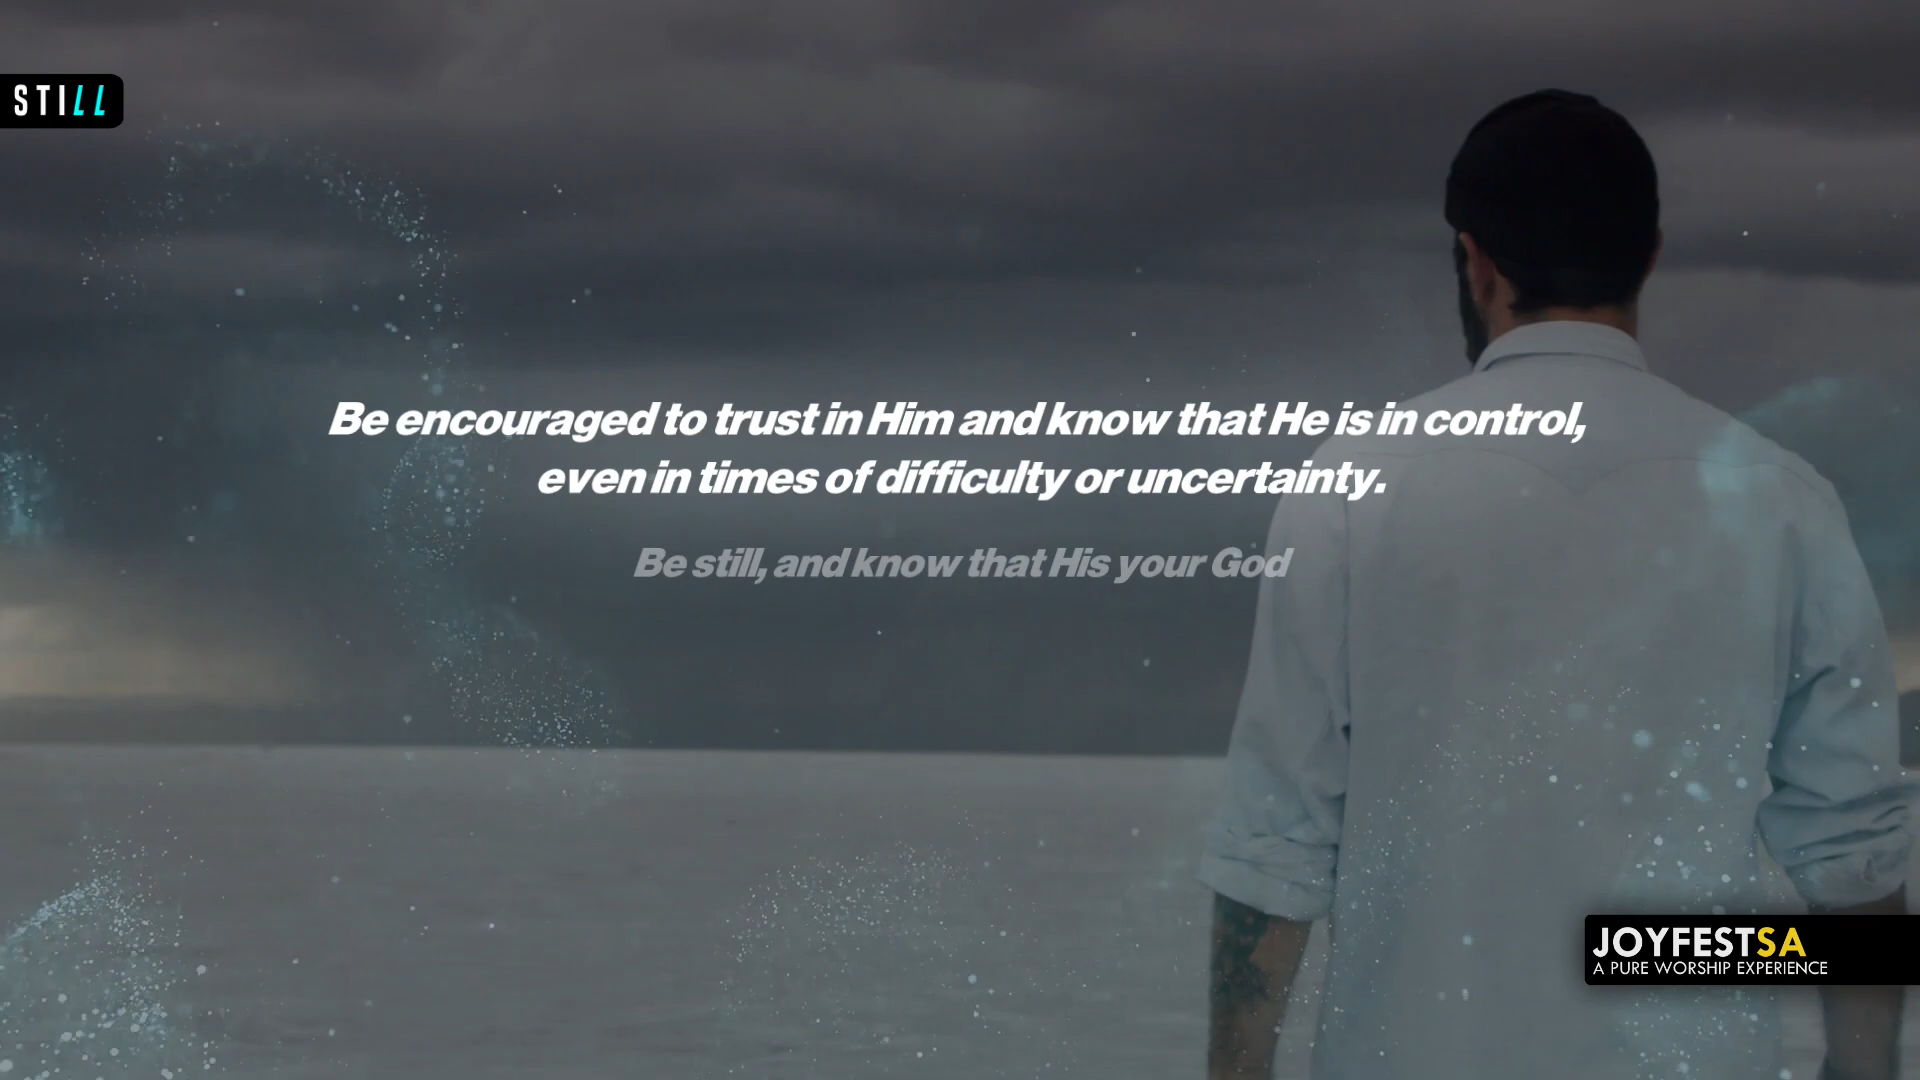 STILL
Be encouraged to trust in Him and know that He is in control,
even in times of difficulty or uncertainty.
Be still, and know that His your God
JOYFESTSA
A PURE WORSHIP EXPERIENCE